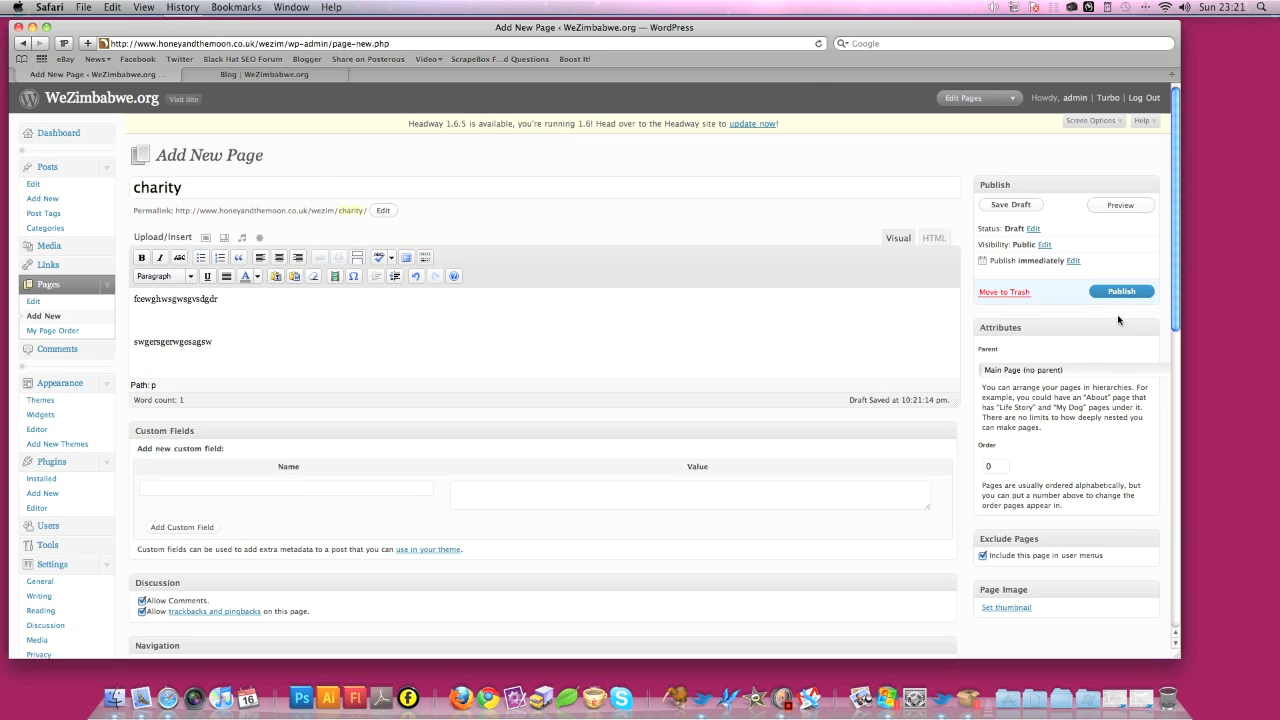 Safari File Edit View History Bookmarks Window Help Sun 23:21
Add New Page ‹ WeZimbabwe.org — WordPress
http://www.honeyandthemoon.co.uk/wezim/wp-admin/page-new.php Google
eBay News Facebook Twitter Black Hat SEO Forum Blogger Share on Posterous Video ScrapeBox F...d Questions Boost It!
Add New Page ‹ WeZimbabwe.org ... Blog | WeZimbabwe.org
WeZimbabwe.org Visit Site Edit Pages Howdy, admin | Turbo | Log Out
Headway 1.6.5 is available, you're running 1.6! Head over to the Headway site to update now!
Screen Options Help
Dashboard
Posts
Edit
Add New
Post Tags
Categories
Media
Links
Pages
Edit
Add New
My Page Order
Comments
Appearance
Themes
Widgets
Editor
Add New Themes
Plugins
Installed
Add New
Editor
Users
Tools
Settings
General
Writing
Reading
Discussion
Media
Privacy
Add New Page
charity
Permalink: http://www.honeyandthemoon.co.uk/wezim/charity/ Edit
Upload/Insert Visual HTML
B I ABC
Paragraph U A
feewghwsgwsgvsdgdr
swgersgerwgesagsw
Path: p
Word count: 1 Draft Saved at 10:21:14 pm.
Custom Fields
Add new custom field:
Name Value
Add Custom Field
Custom fields can be used to add extra metadata to a post that you can use in your theme.
Discussion
Allow Comments.
Allow trackbacks and pingbacks on this page.
Navigation
Publish
Save Draft Preview
Status: Draft Edit
Visibility: Public Edit
Publish immediately Edit
Move to Trash Publish
Attributes
Parent
Main Page (no parent)
You can arrange your pages in hierarchies. For
example, you could have an "About" page that
has "Life Story" and "My Dog" pages under it.
There are no limits to how deeply nested you
can make pages.
Order
0
Pages are usually ordered alphabetically, but
you can put a number above to change the
order pages appear in.
Exclude Pages
Include this page in user menus
Page Image
Set thumbnail
16 Ps Ai Fl